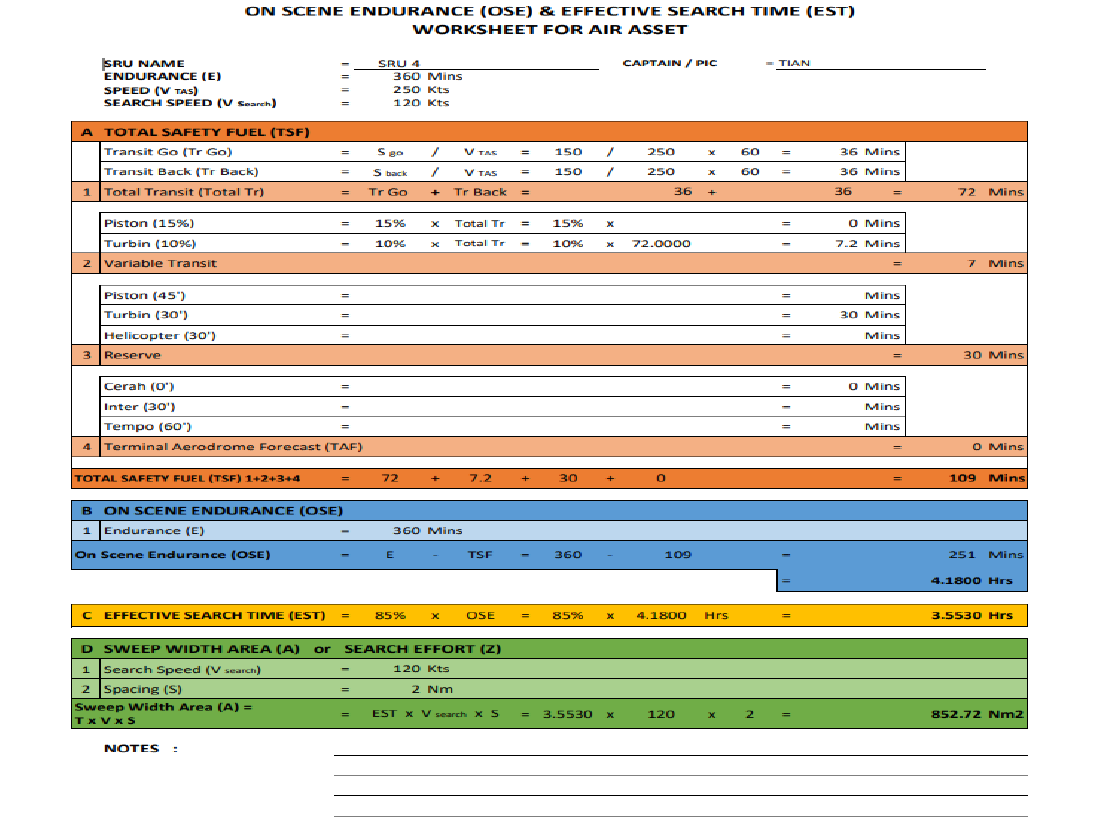 ON SCENE ENDURANCE (OSE) & EFFECTIVE SEARCH TIME (EST)
WORKSHEET FOR AIR ASSET
SRU NAME = SRU 4 CAPTAIN / PIC = TIAN
ENDURANCE (E) = 360 Mins
SPEED (V TAS) = 250 Kts
SEARCH SPEED (V Search) = 120 Kts
A TOTAL SAFETY FUEL (TSF)
Transit Go (Tr Go) = S go / V TAS = 150 / 250 x 60 = 36 Mins
Transit Back (Tr Back) = S back / V TAS = 150 / 250 x 60 = 36 Mins
1 Total Transit (Total Tr) = Tr Go + Tr Back = 36 + 36 = 72 Mins
Piston (15%) = 15% x Total Tr = 15% x = 0 Mins
Turbin (10%) = 10% x Total Tr = 10% x 72.0000 = 7.2 Mins
2 Variable Transit = 7 Mins
Piston (45') = Mins
Turbin (30') = 30 Mins
Helicopter (30') = Mins
3 Reserve = 30 Mins
Cerah (0') = 0 Mins
Inter (30') = Mins
Tempo (60') = Mins
4 Terminal Aerodrome Forecast (TAF) = 0 Mins
TOTAL SAFETY FUEL (TSF) 1+2+3+4 = 72 + 7.2 + 30 + 0 = 109 Mins
B ON SCENE ENDURANCE (OSE)
1 Endurance (E) = 360 Mins
On Scene Endurance (OSE) = E - TSF = 360 - 109 = 251 Mins
= 4.1800 Hrs
C EFFECTIVE SEARCH TIME (EST) = 85% x OSE = 85% x 4.1800 Hrs = 3.5530 Hrs
D SWEEP WIDTH AREA (A) or SEARCH EFFORT (Z)
1 Search Speed (V search) = 120 Kts
2 Spacing (S) = 2 Nm
Sweep Width Area (A) =
T x V x S = EST x V search x S = 3.5530 x 120 x 2 = 852.72 Nm2
NOTES :